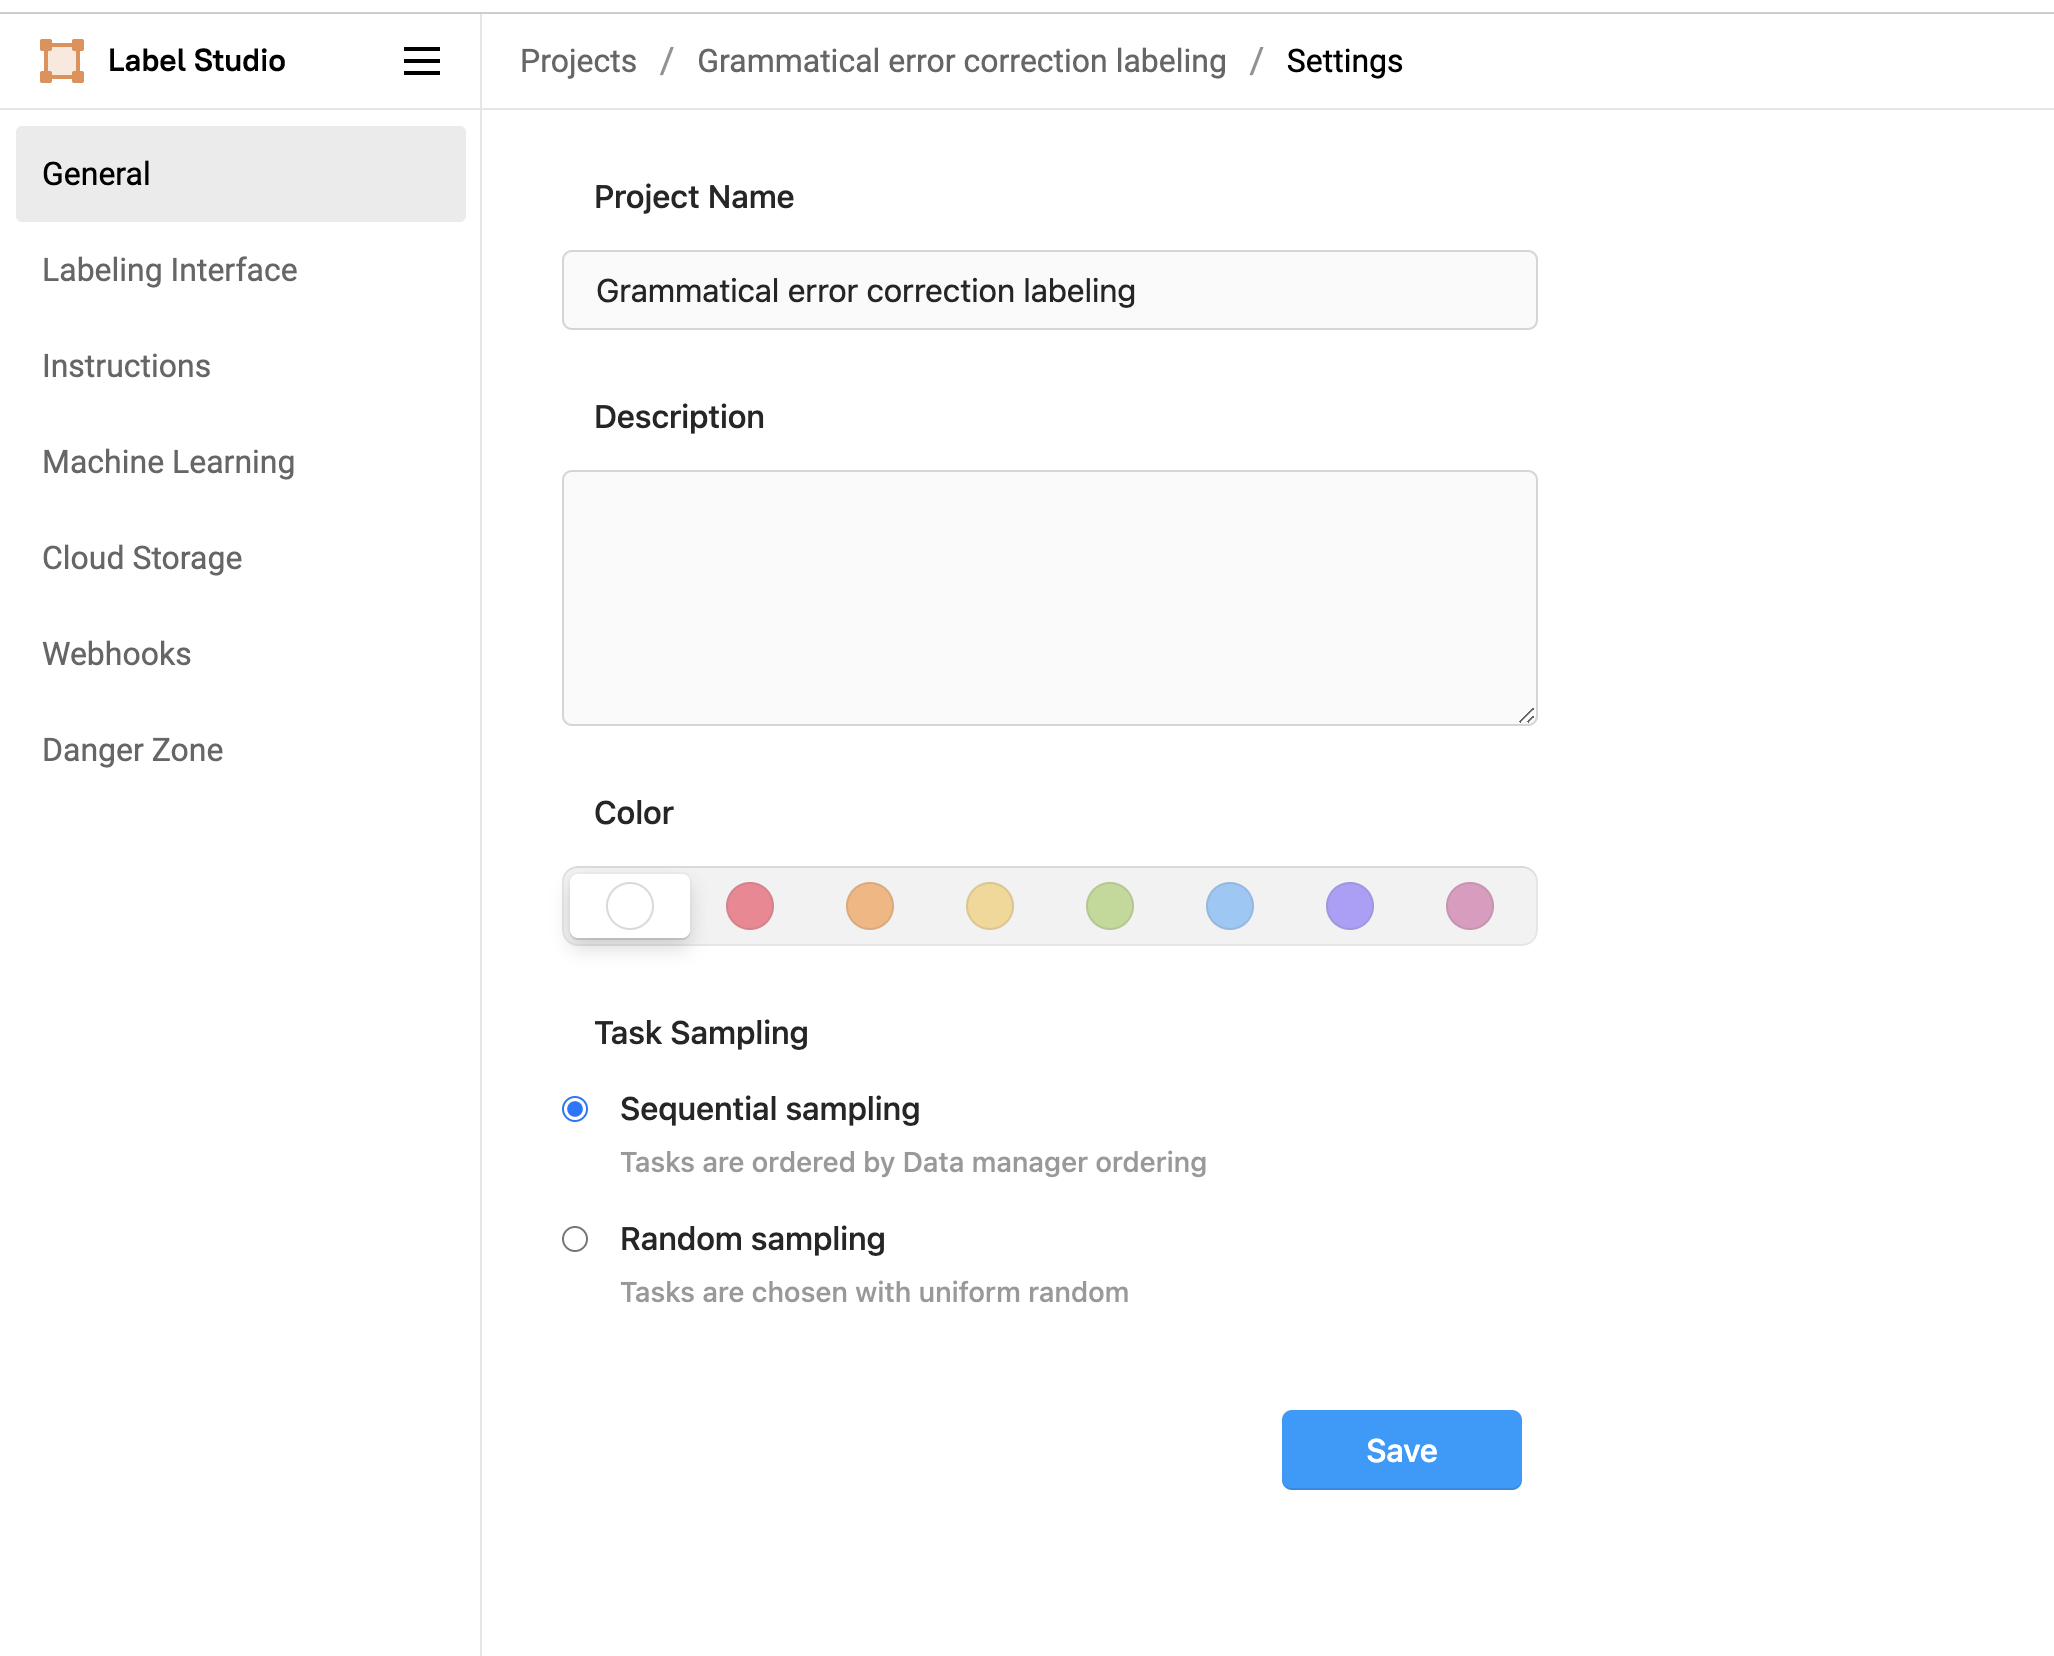 Label Studio
Projects / Grammatical error correction labeling / Settings
General
Labeling Interface
Instructions
Machine Learning
Cloud Storage
Webhooks
Danger Zone
Project Name
Grammatical error correction labeling
Description
Color
Task Sampling
Sequential sampling
Tasks are ordered by Data manager ordering
Random sampling
Tasks are chosen with uniform random
Save